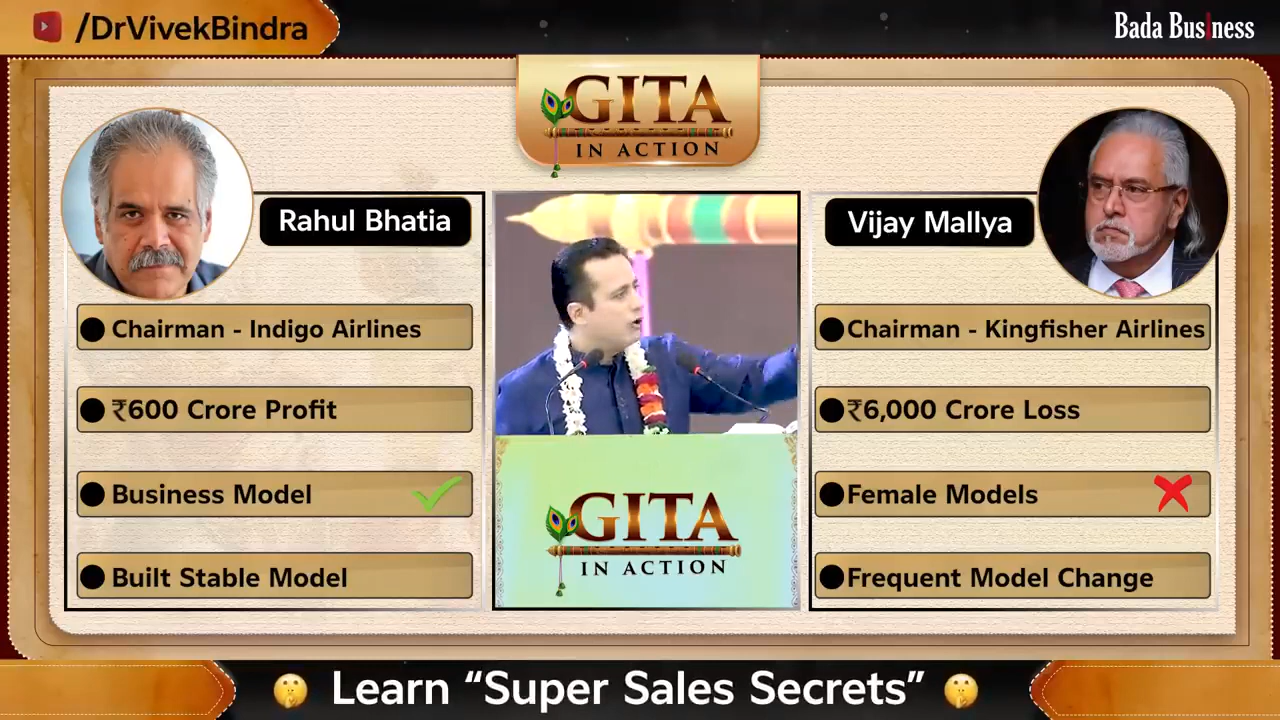 /DrVivekBindra
Bada Business
GITA
IN ACTION
Rahul Bhatia
Chairman - Indigo Airlines
₹600 Crore Profit
Business Model
Built Stable Model
GITA
IN ACTION
Vijay Mallya
Chairman - Kingfisher Airlines
₹6,000 Crore Loss
Female Models
Frequent Model Change
Learn “Super Sales Secrets”